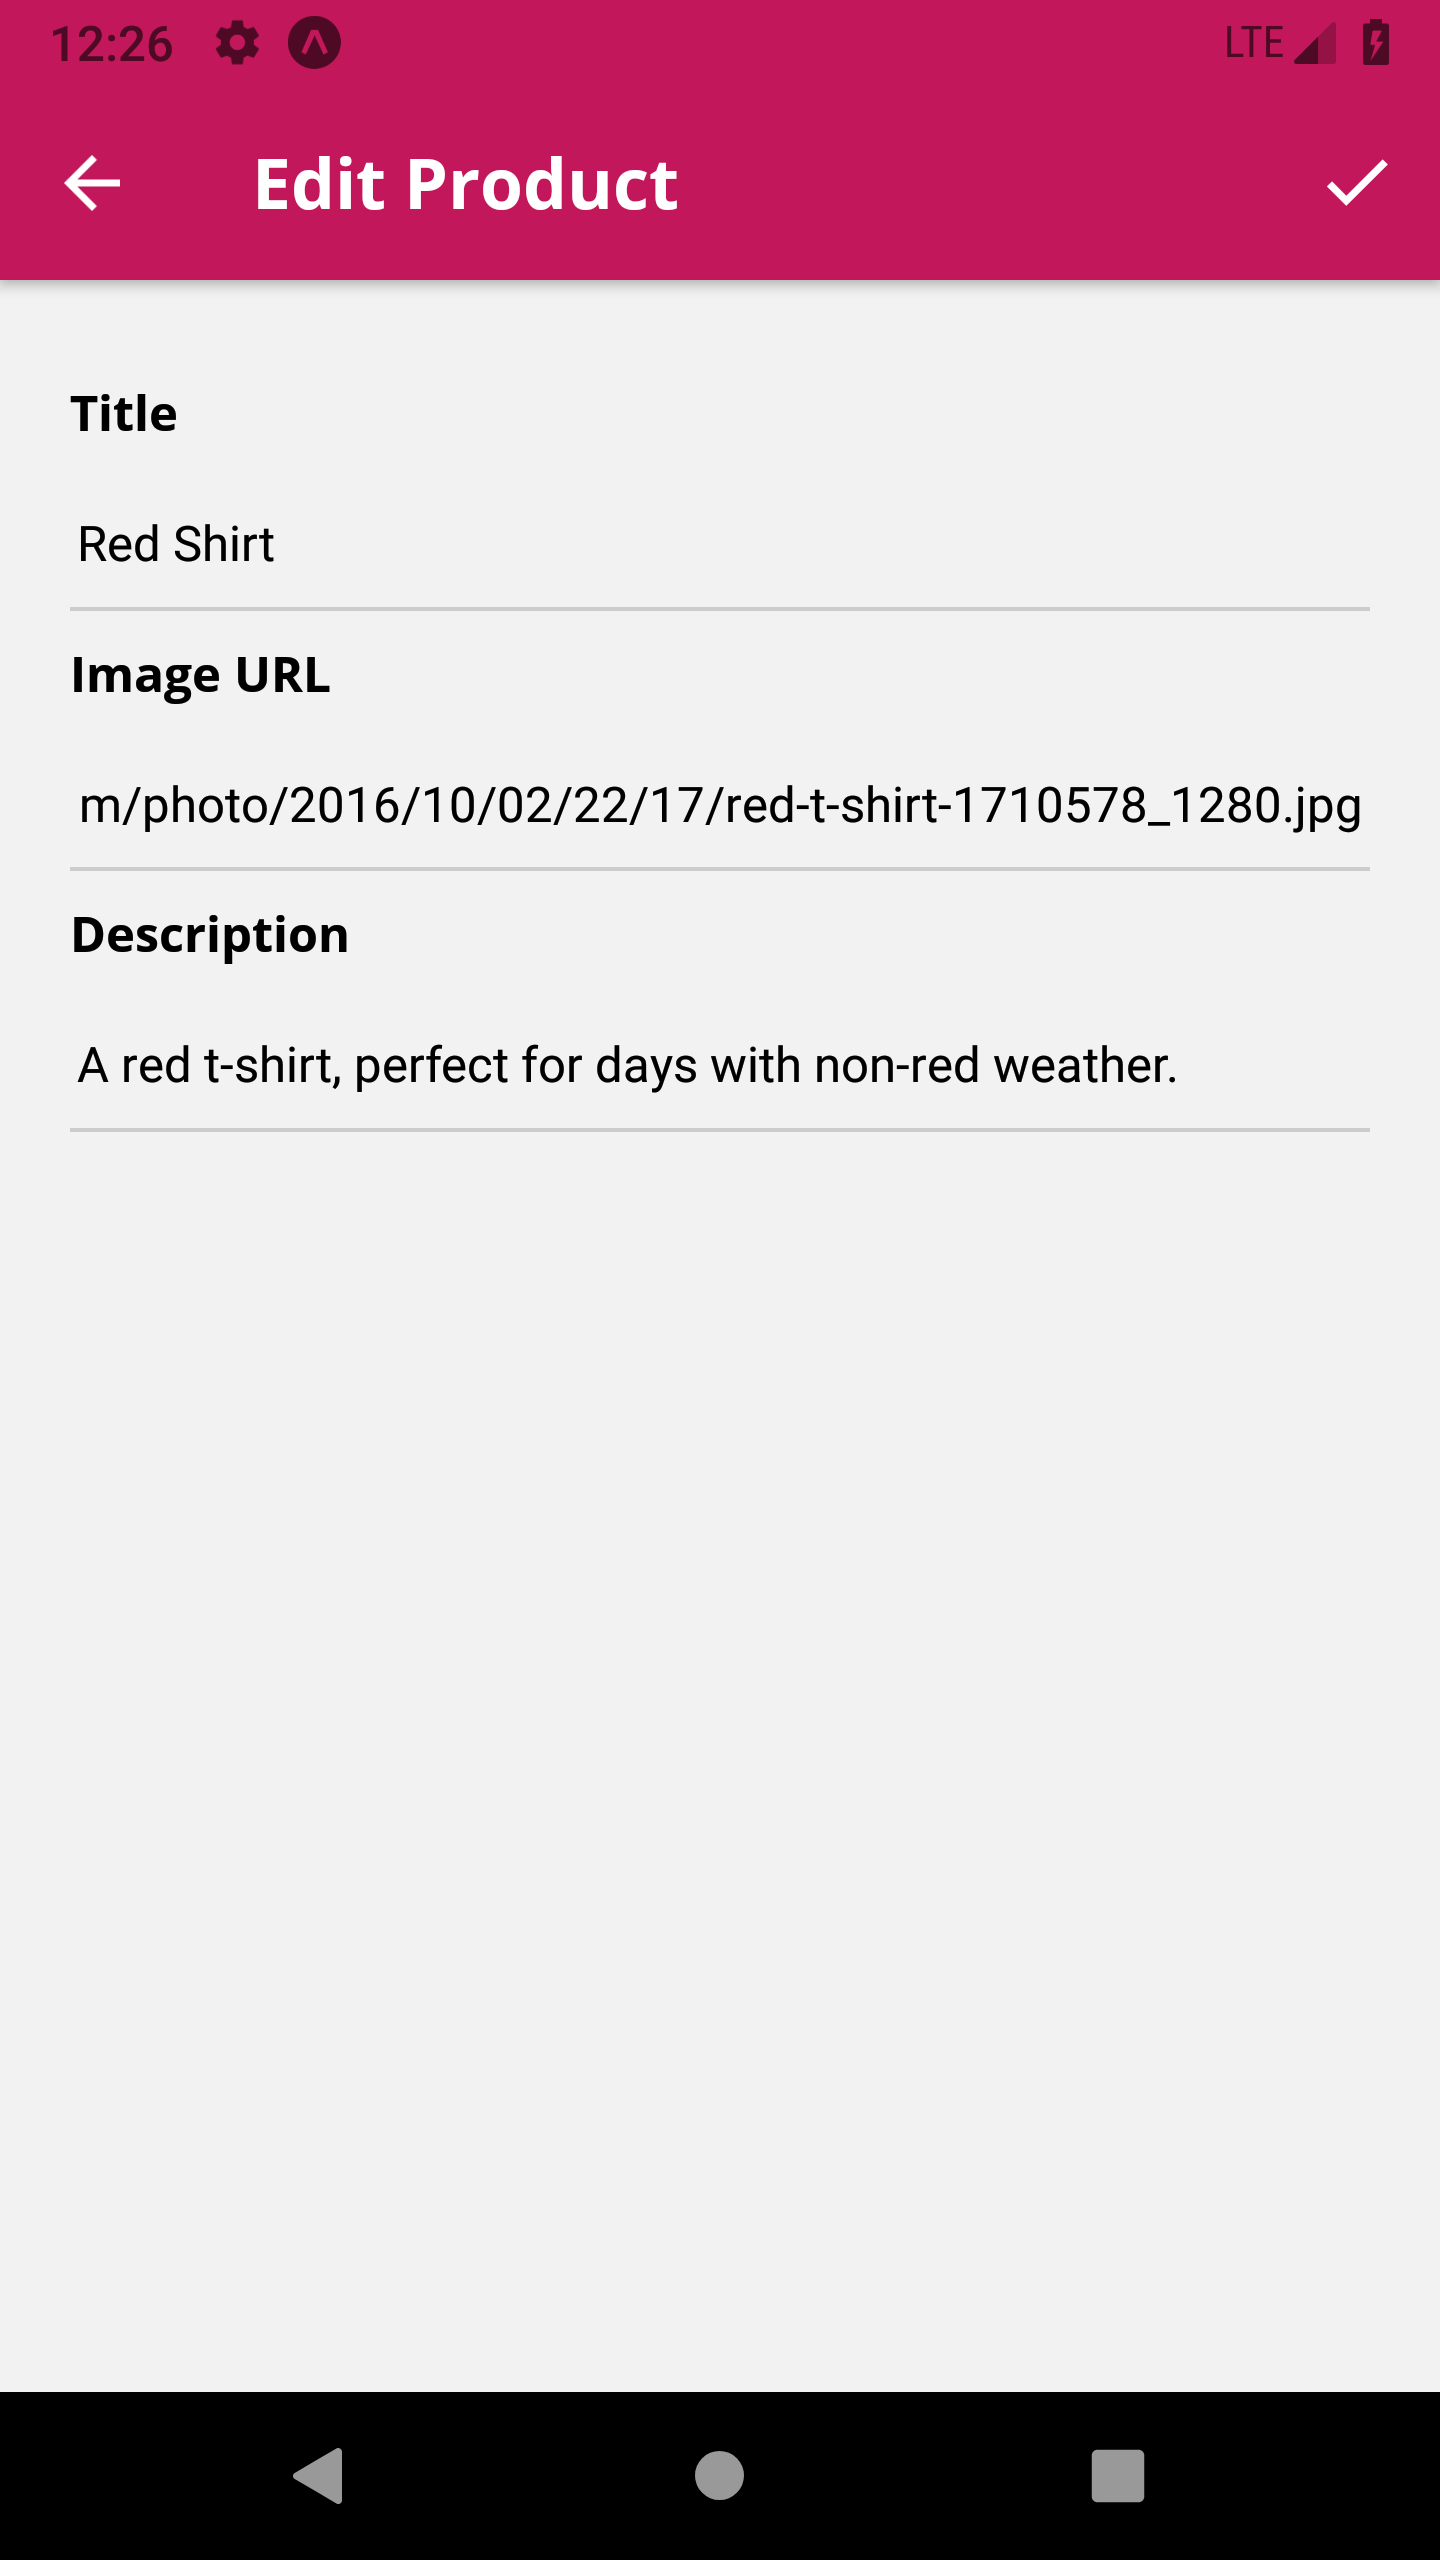 12:26
LTE
Edit Product
Title
Red Shirt
Image URL
m/photo/2016/10/02/22/17/red-t-shirt-1710578_1280.jpg
Description
A red t-shirt, perfect for days with non-red weather.